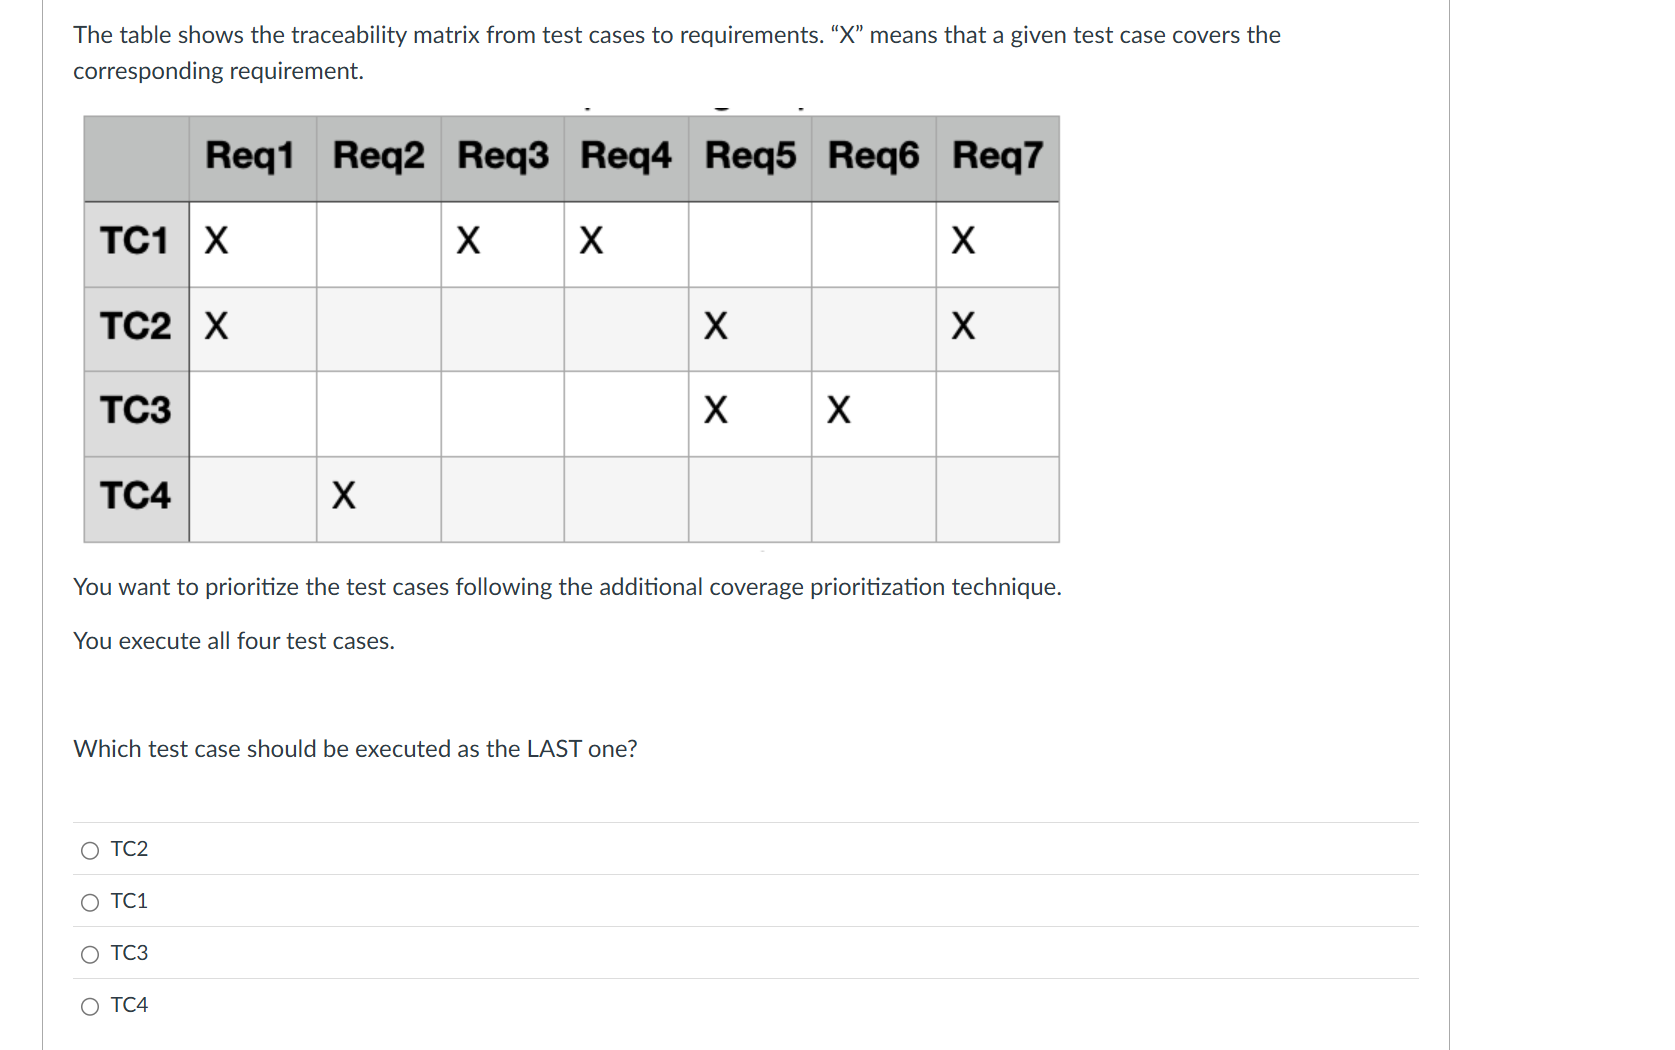 The table shows the traceability matrix from test cases to requirements. “X” means that a given test case covers the
corresponding requirement.
Req1 Req2 Req3 Req4 Req5 Req6 Req7
TC1 X X X X
TC2 X X X
TC3 X X
TC4 X
You want to prioritize the test cases following the additional coverage prioritization technique.
You execute all four test cases.
Which test case should be executed as the LAST one?
TC2
TC1
TC3
TC4